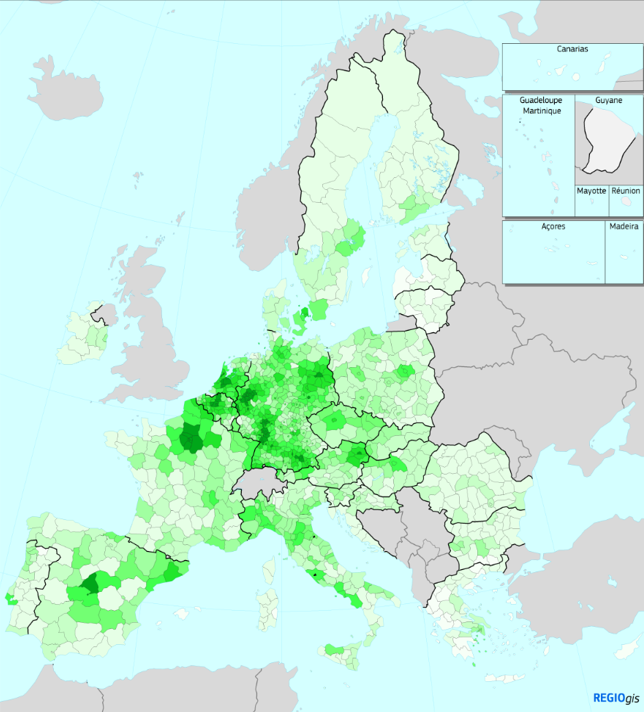 Canarias
Guadeloupe
Martinique
Guyane
Mayotte
Réunion
Açores
Madeira
REGIOgis